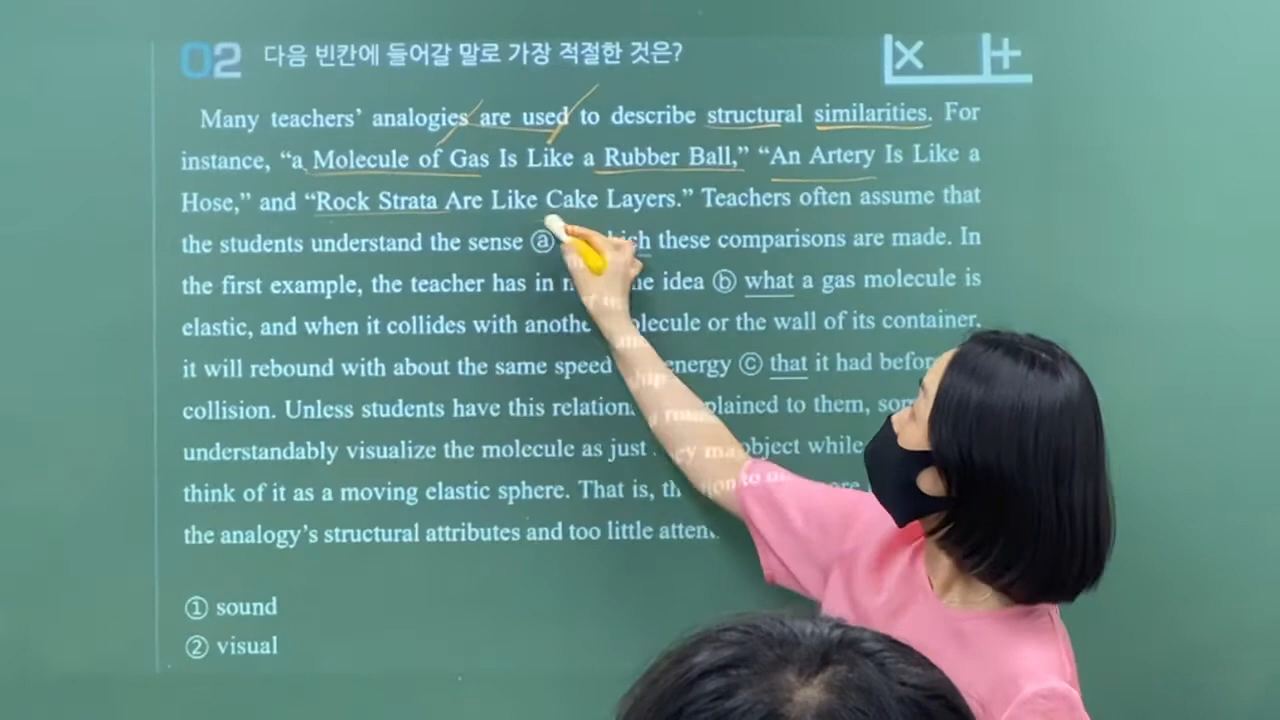 02 다음 빈칸에 들어갈 말로 가장 적절한 것은?
Many teachers' analogies are used to describe structural similarities. For
instance, “a Molecule of Gas Is Like a Rubber Ball,” “An Artery Is Like a
Hose,” and “Rock Strata Are Like Cake Layers.” Teachers often assume that
the students understand the sense ⓐ these comparisons are made. In
the first example, the teacher has in idea ⓑ what a gas molecule is
elastic, and when it collides with molecule or the wall of its container,
it will rebound with about the same speed energy ⓒ that it had
collision. Unless students have this explained to them,
understandably visualize the molecule as just object while
think of it as a moving elastic sphere. That is,
the analogy's structural attributes and too little
① sound
② visual